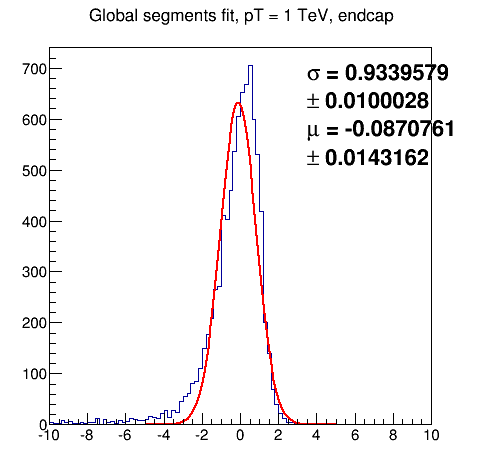 Global segments fit, pT = 1 TeV, endcap
σ = 0.9339579
± 0.0100028
μ = -0.0870761
± 0.0143162
700
600
500
400
300
200
100
0
-10 -8 -6 -4 -2 0 2 4 6 8 10